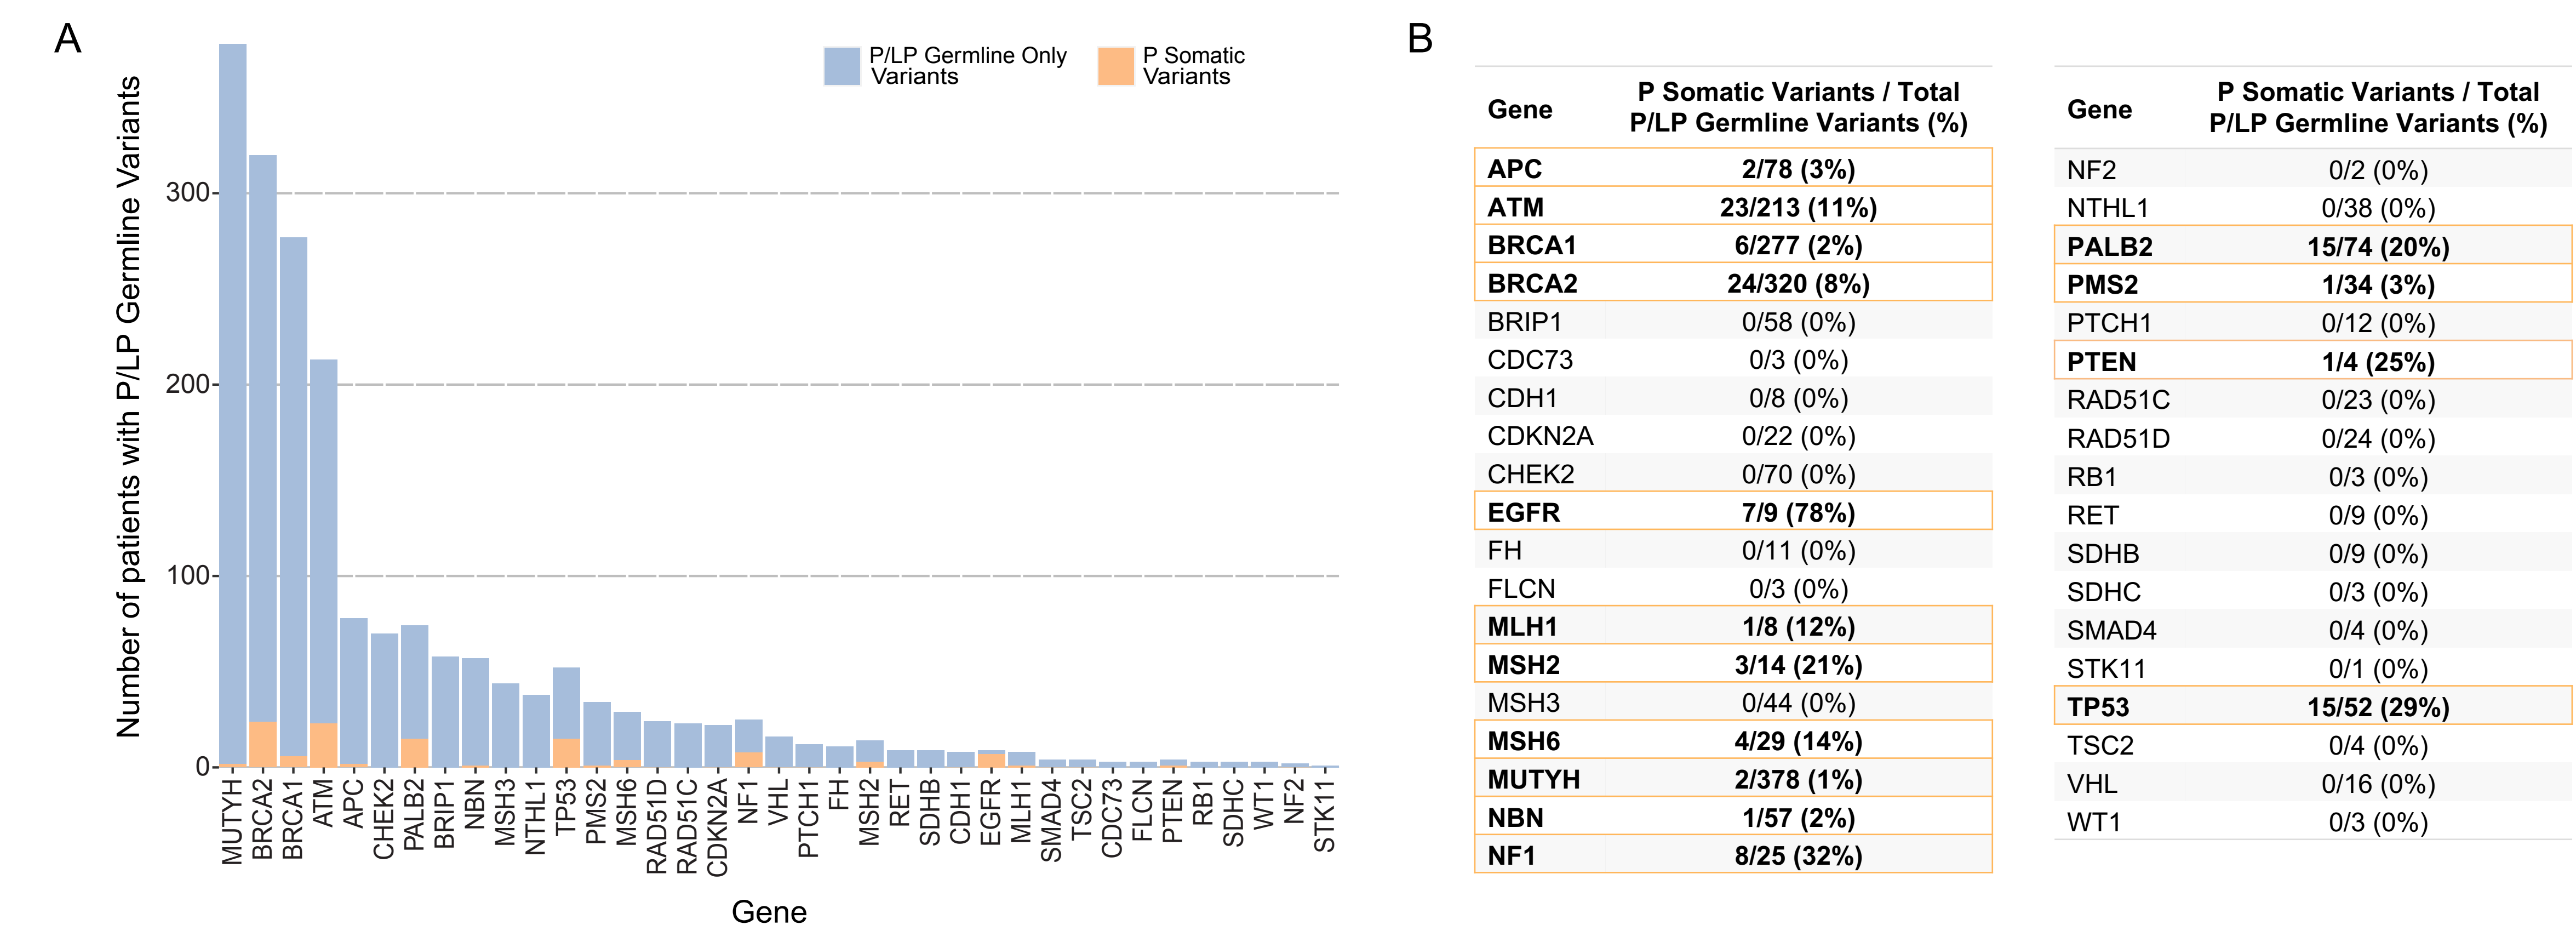 A
Number of patients with P/LP Germline Variants
300
200
100
0
P/LP Germline Only
Variants
P Somatic
Variants
MUTYH
BRCA2
BRCA1
ATM
APC
CHEK2
PALB2
BRIP1
NBN
MSH3
NTHL1
TP53
PMS2
MSH6
RAD51D
RAD51C
CDKN2A
NF1
VHL
PTCH1
FH
MSH2
RET
SDHB
CDH1
EGFR
MLH1
SMAD4
TSC2
CDC73
FLCN
PTEN
RB1
SDHC
WT1
NF2
STK11
Gene
B
Gene
P Somatic Variants / Total
P/LP Germline Variants (%)
APC 2/78 (3%)
ATM 23/213 (11%)
BRCA1 6/277 (2%)
BRCA2 24/320 (8%)
BRIP1 0/58 (0%)
CDC73 0/3 (0%)
CDH1 0/8 (0%)
CDKN2A 0/22 (0%)
CHEK2 0/70 (0%)
EGFR 7/9 (78%)
FH 0/11 (0%)
FLCN 0/3 (0%)
MLH1 1/8 (12%)
MSH2 3/14 (21%)
MSH3 0/44 (0%)
MSH6 4/29 (14%)
MUTYH 2/378 (1%)
NBN 1/57 (2%)
NF1 8/25 (32%)
Gene
P Somatic Variants / Total
P/LP Germline Variants (%)
NF2 0/2 (0%)
NTHL1 0/38 (0%)
PALB2 15/74 (20%)
PMS2 1/34 (3%)
PTCH1 0/12 (0%)
PTEN 1/4 (25%)
RAD51C 0/23 (0%)
RAD51D 0/24 (0%)
RB1 0/3 (0%)
RET 0/9 (0%)
SDHB 0/9 (0%)
SDHC 0/3 (0%)
SMAD4 0/4 (0%)
STK11 0/1 (0%)
TP53 15/52 (29%)
TSC2 0/4 (0%)
VHL 0/16 (0%)
WT1 0/3 (0%)